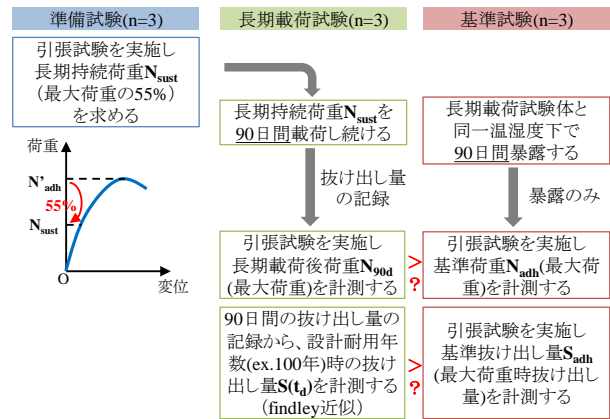 準備試験(n=3)
引張試験を実施し
長期持続荷重N_sust
(最大荷重の55%)
を求める
荷重
N'_adh
55%
N_sust
O
変位
長期載荷試験(n=3)
長期持続荷重N_sustを
90日間載荷し続ける
抜け出し量
の記録
引張試験を実施し
長期載荷後荷重N_90d
(最大荷重)を計測する
90日間の抜け出し量の
記録から、設計耐用年
数(ex.100年)時の抜け
出し量S(t_d)を計測する
(findley近似)
>
?
>
?
基準試験(n=3)
長期載荷試験体と
同一温湿度下で
90日間暴露する
暴露のみ
引張試験を実施し
基準荷重N_adh(最大荷
重)を計測する
引張試験を実施し
基準抜け出し量S_adh
(最大荷重時抜け出し
量)を計測する